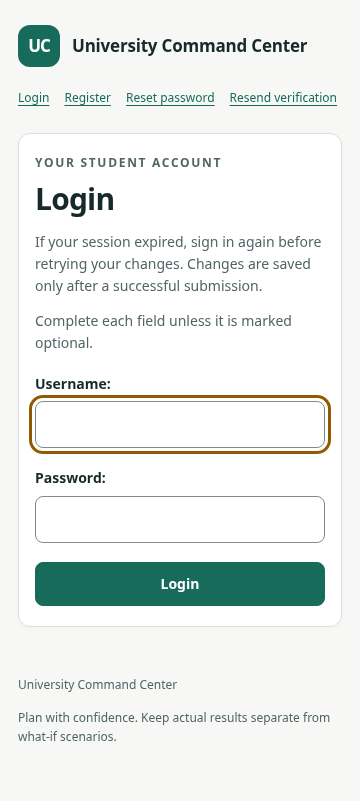 UC University Command Center
Login Register Reset password Resend verification
YOUR STUDENT ACCOUNT
Login
If your session expired, sign in again before
retrying your changes. Changes are saved
only after a successful submission.
Complete each field unless it is marked
optional.
Username:
Password:
Login
University Command Center
Plan with confidence. Keep actual results separate from
what-if scenarios.